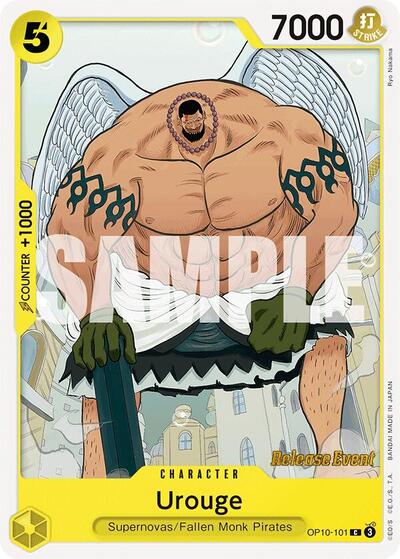 5
7000
打
STRIKE
Ryo Nakama
COUNTER +1000
SAMPLE
©E.O./S., T.A. BANDAI MADE IN JAPAN
Release Event
CHARACTER
Urouge
Supernovas/Fallen Monk Pirates
OP10-101 C 3
©EO/S